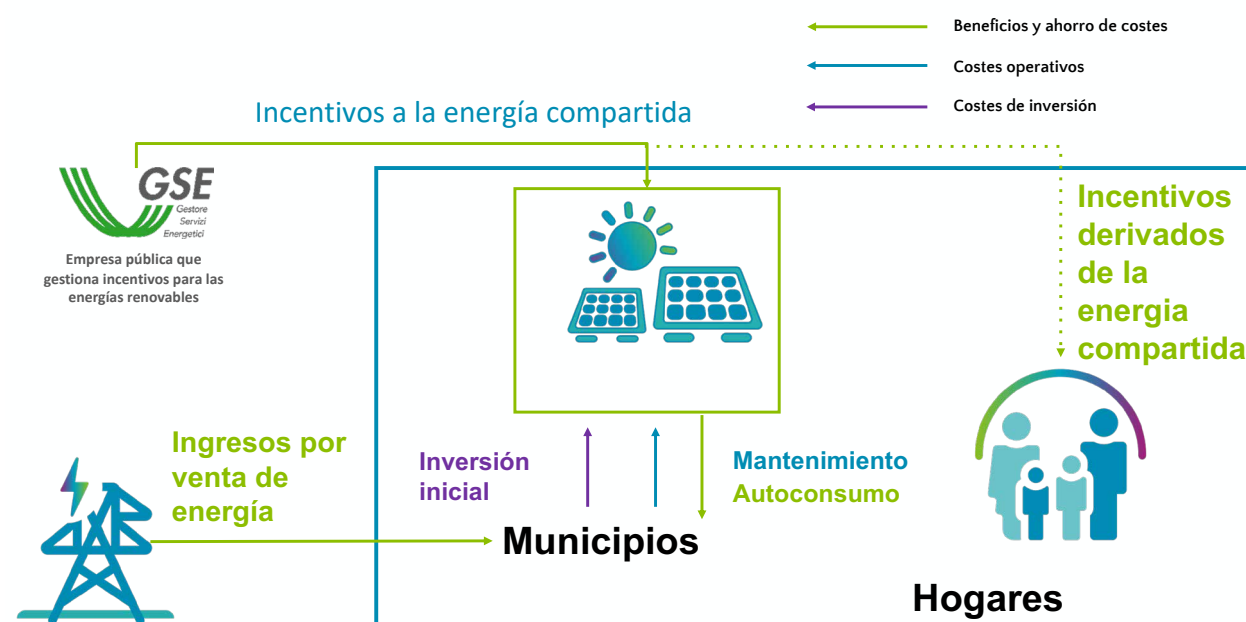 Beneficios y ahorro de costes
Costes operativos
Costes de inversión
Incentivos a la energía compartida
GSE
Gestore
Servizi
Energetici
Empresa pública que
gestiona incentivos para las
energías renovables
Incentivos
derivados
de la
energia
compartida
Ingresos por
venta de
energía
Inversión
inicial
Mantenimiento
Autoconsumo
Municipios
Hogares